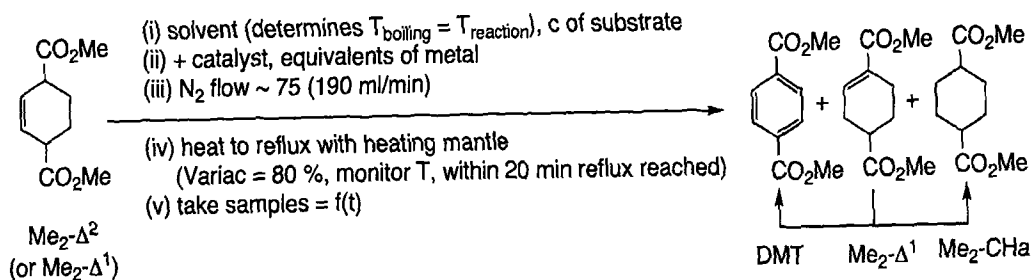 (i) solvent (determines T_boiling = T_reaction), c of substrate
(ii) + catalyst, equivalents of metal
(iii) N₂ flow ~ 75 (190 ml/min)
(iv) heat to reflux with heating mantle
(Variac = 80 %, monitor T, within 20 min reflux reached)
(v) take samples = f(t)
CO₂Me
CO₂Me
Me₂-Δ²
(or Me₂-Δ¹)
CO₂Me CO₂Me CO₂Me
+ +
CO₂Me CO₂Me CO₂Me
DMT Me₂-Δ¹ Me₂-CHa